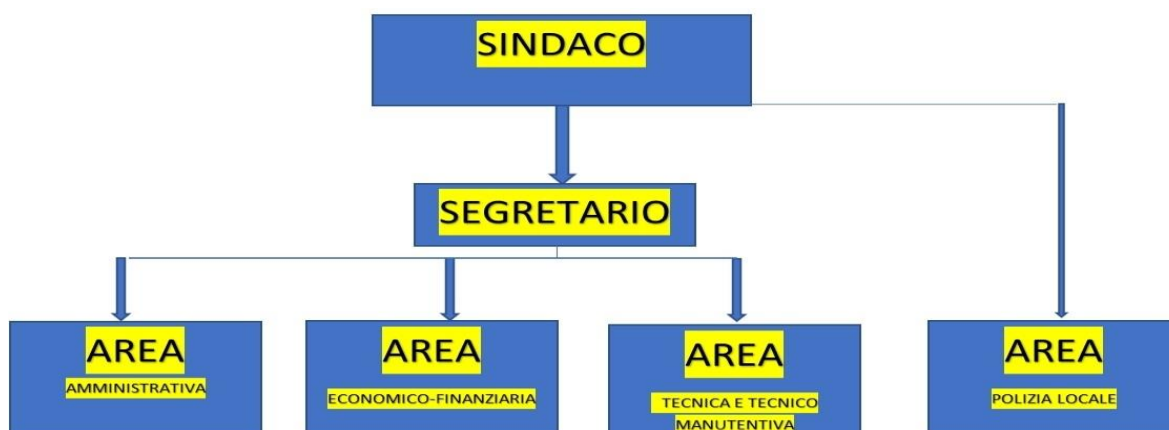 SINDACO
SEGRETARIO
AREA
AMMINISTRATIVA
AREA
ECONOMICO-FINANZIARIA
AREA
TECNICA E TECNICO
MANUTENTIVA
AREA
POLIZIA LOCALE